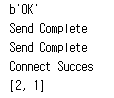 b'OK'
Send Complete
Send Complete
Connect Succes
[2, 1]